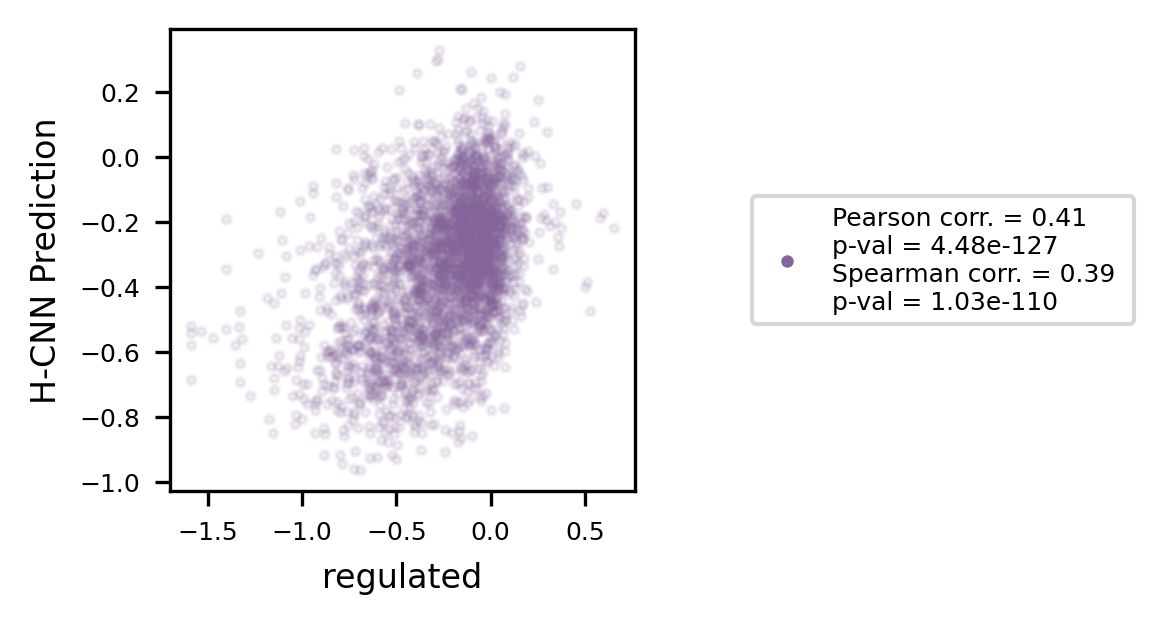 H-CNN Prediction
0.2
0.0
−0.2
−0.4
−0.6
−0.8
−1.0
−1.5 −1.0 −0.5 0.0 0.5
regulated
Pearson corr. = 0.41
p-val = 4.48e-127
Spearman corr. = 0.39
p-val = 1.03e-110